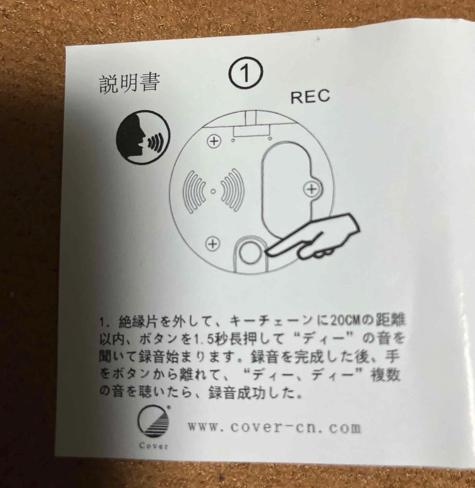 説明書
①
REC
1. 絶縁片を外して、キーチェーンに20CMの距離
以内、ボタンを1.5秒長押して“ディー”の音を
聞いて録音始まります。録音を完成した後、手
をボタンから離れて、“ディー、ディー”複数
の音を聴いたら、録音成功した。
®
Cover
www.cover-cn.com